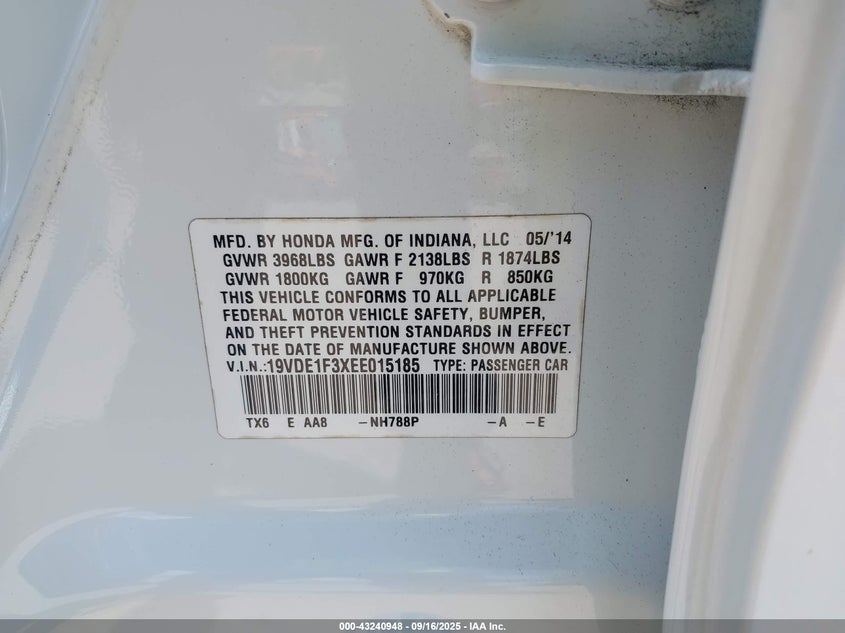 MFD. BY HONDA MFG. OF INDIANA, LLC 05/'14
GVWR 3968LBS GAWR F 2138LBS R 1874LBS
GVWR 1800KG GAWR F 970KG R 850KG
THIS VEHICLE CONFORMS TO ALL APPLICABLE
FEDERAL MOTOR VEHICLE SAFETY, BUMPER,
AND THEFT PREVENTION STANDARDS IN EFFECT
ON THE DATE OF MANUFACTURE SHOWN ABOVE.
V.I.N.:19VDE1F3XEE015185 TYPE: PASSENGER CAR
TX6 E AA8 -NH788P -A -E
000-43240948 - 09/16/2025 - IAA Inc.